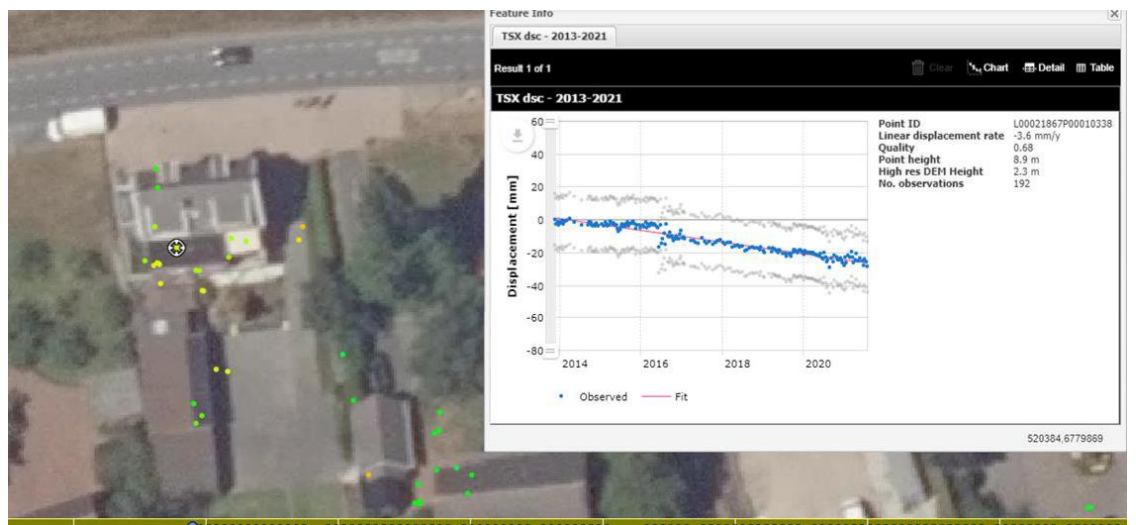 Feature Info
TSX dsc - 2013-2021
Result 1 of 1
Clear Chart Detail Table
TSX dsc - 2013-2021
Point ID L00021867P00010338
Linear displacement rate -3.6 mm/y
Quality 0.68
Point height 8.9 m
High res DEM Height 2.3 m
No. observations 192
Displacement [mm]
60
40
20
0
-20
-40
-60
-80
2014 2016 2018 2020
Observed Fit
520384,6779869